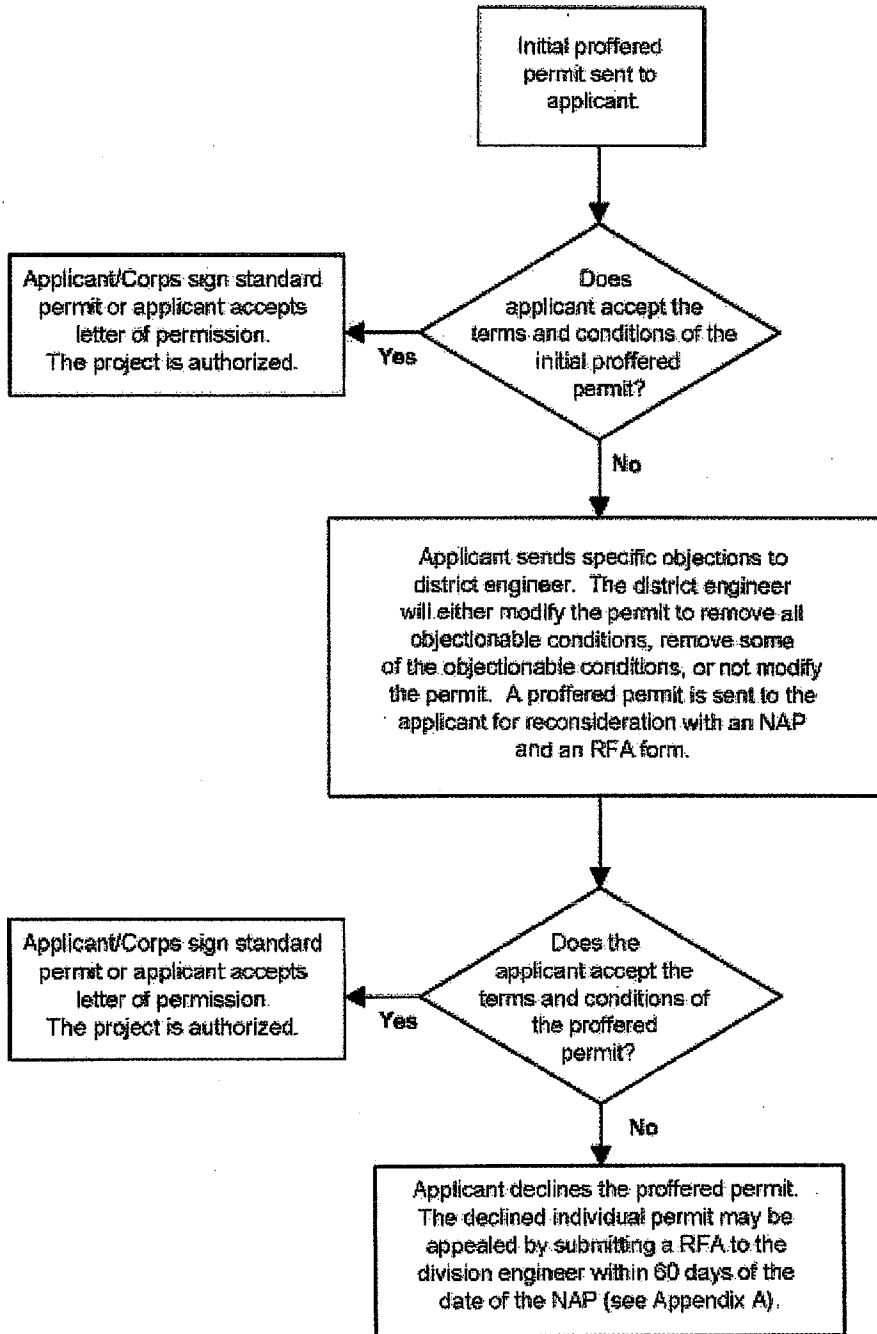 Initial proffered
permit sent to
applicant.
Does
applicant accept the
terms and conditions of the
initial proffered
permit?
Applicant/Corps sign standard
permit or applicant accepts
letter of permission.
The project is authorized.
Yes
No
Applicant sends specific objections to
district engineer. The district engineer
will either modify the permit to remove all
objectionable conditions, remove some
of the objectionable conditions, or not modify
the permit. A proffered permit is sent to the
applicant for reconsideration with an NAP
and an RFA form.
Does the
applicant accept the
terms and conditions of
the proffered
permit?
Applicant/Corps sign standard
permit or applicant accepts
letter of permission.
The project is authorized.
Yes
No
Applicant declines the proffered permit.
The declined individual permit may be
appealed by submitting a RFA to the
division engineer within 60 days of the
date of the NAP (see Appendix A).